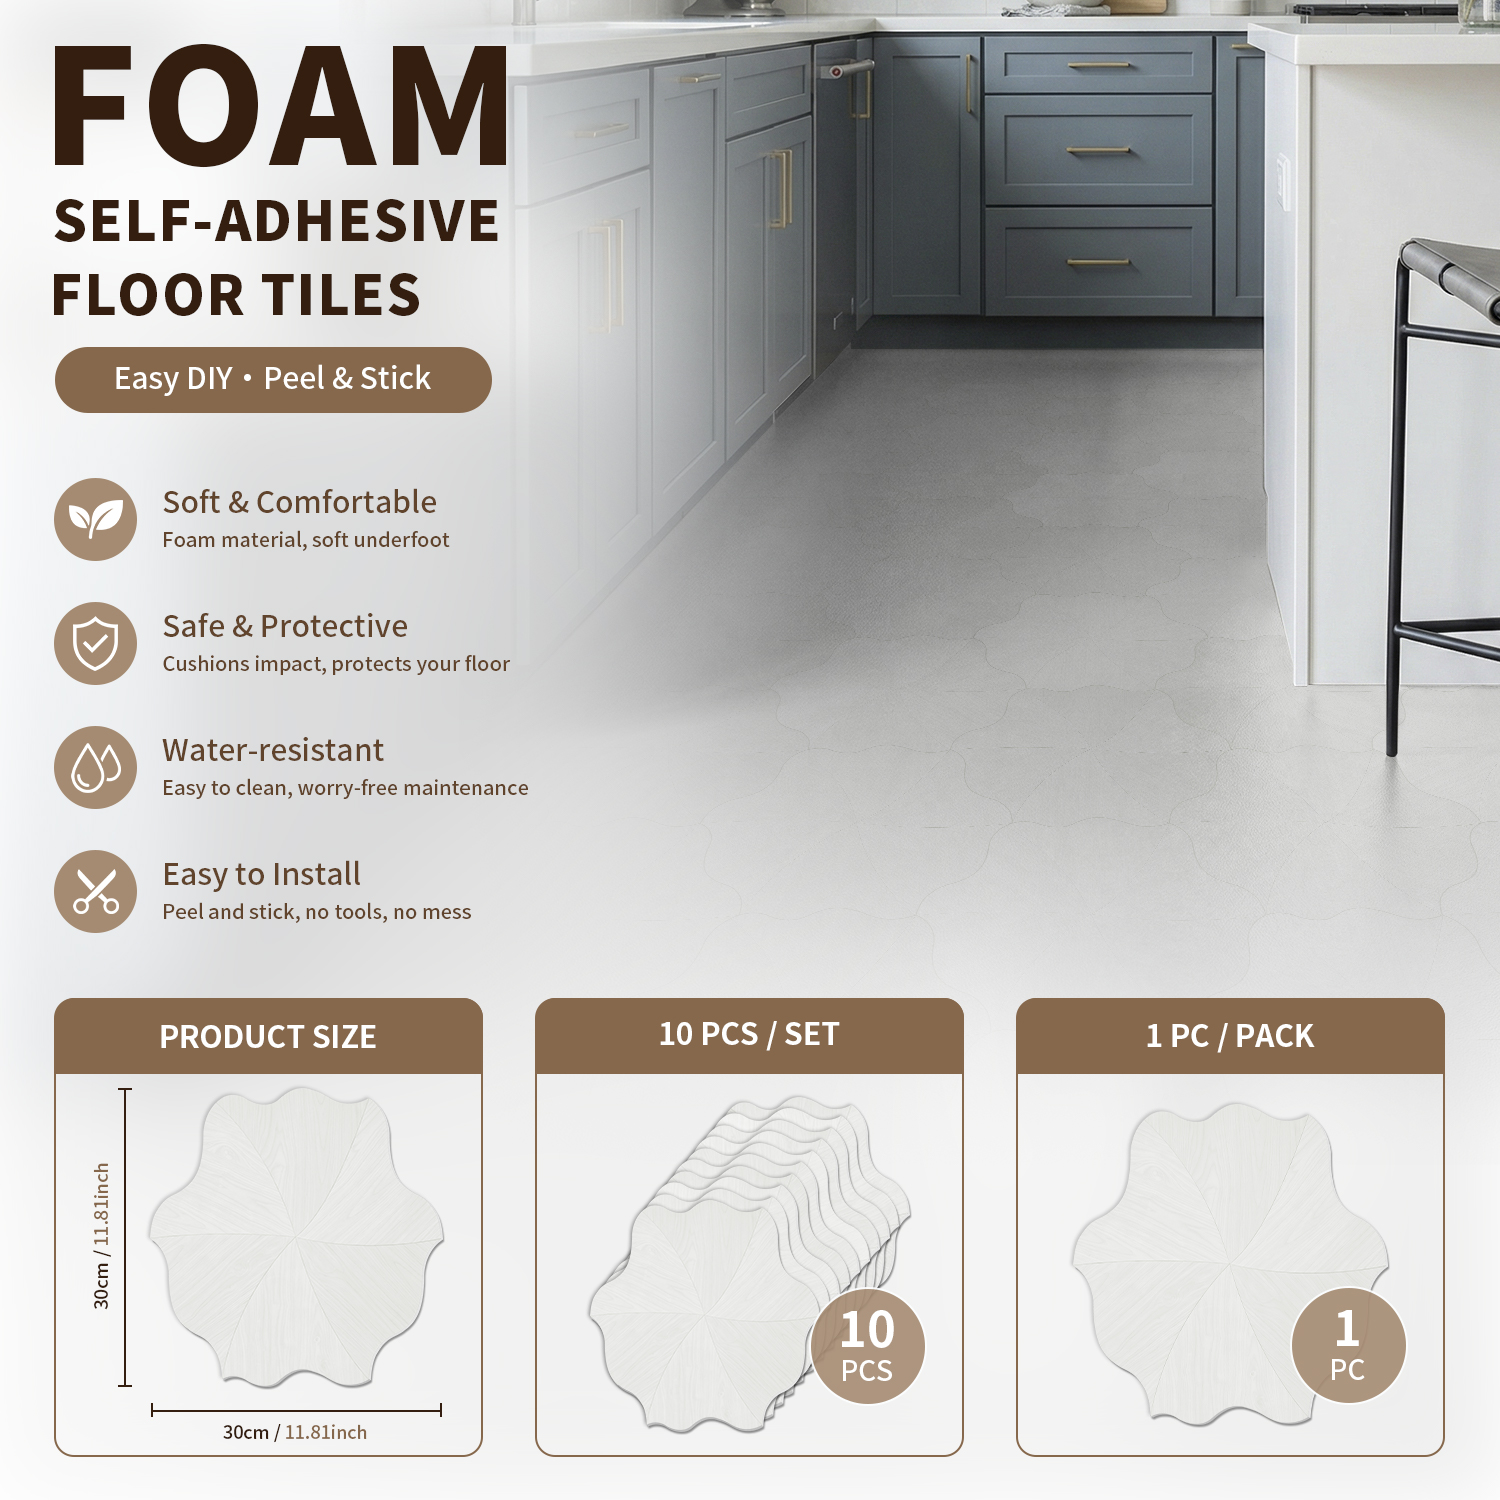 FOAM
SELF-ADHESIVE
FLOOR TILES
Easy DIY • Peel & Stick
Soft & Comfortable
Foam material, soft underfoot
Safe & Protective
Cushions impact, protects your floor
Water-resistant
Easy to clean, worry-free maintenance
Easy to Install
Peel and stick, no tools, no mess
PRODUCT SIZE
30cm / 11.81inch
30cm / 11.81inch
10 PCS / SET
10
PCS
1 PC / PACK
1
PC